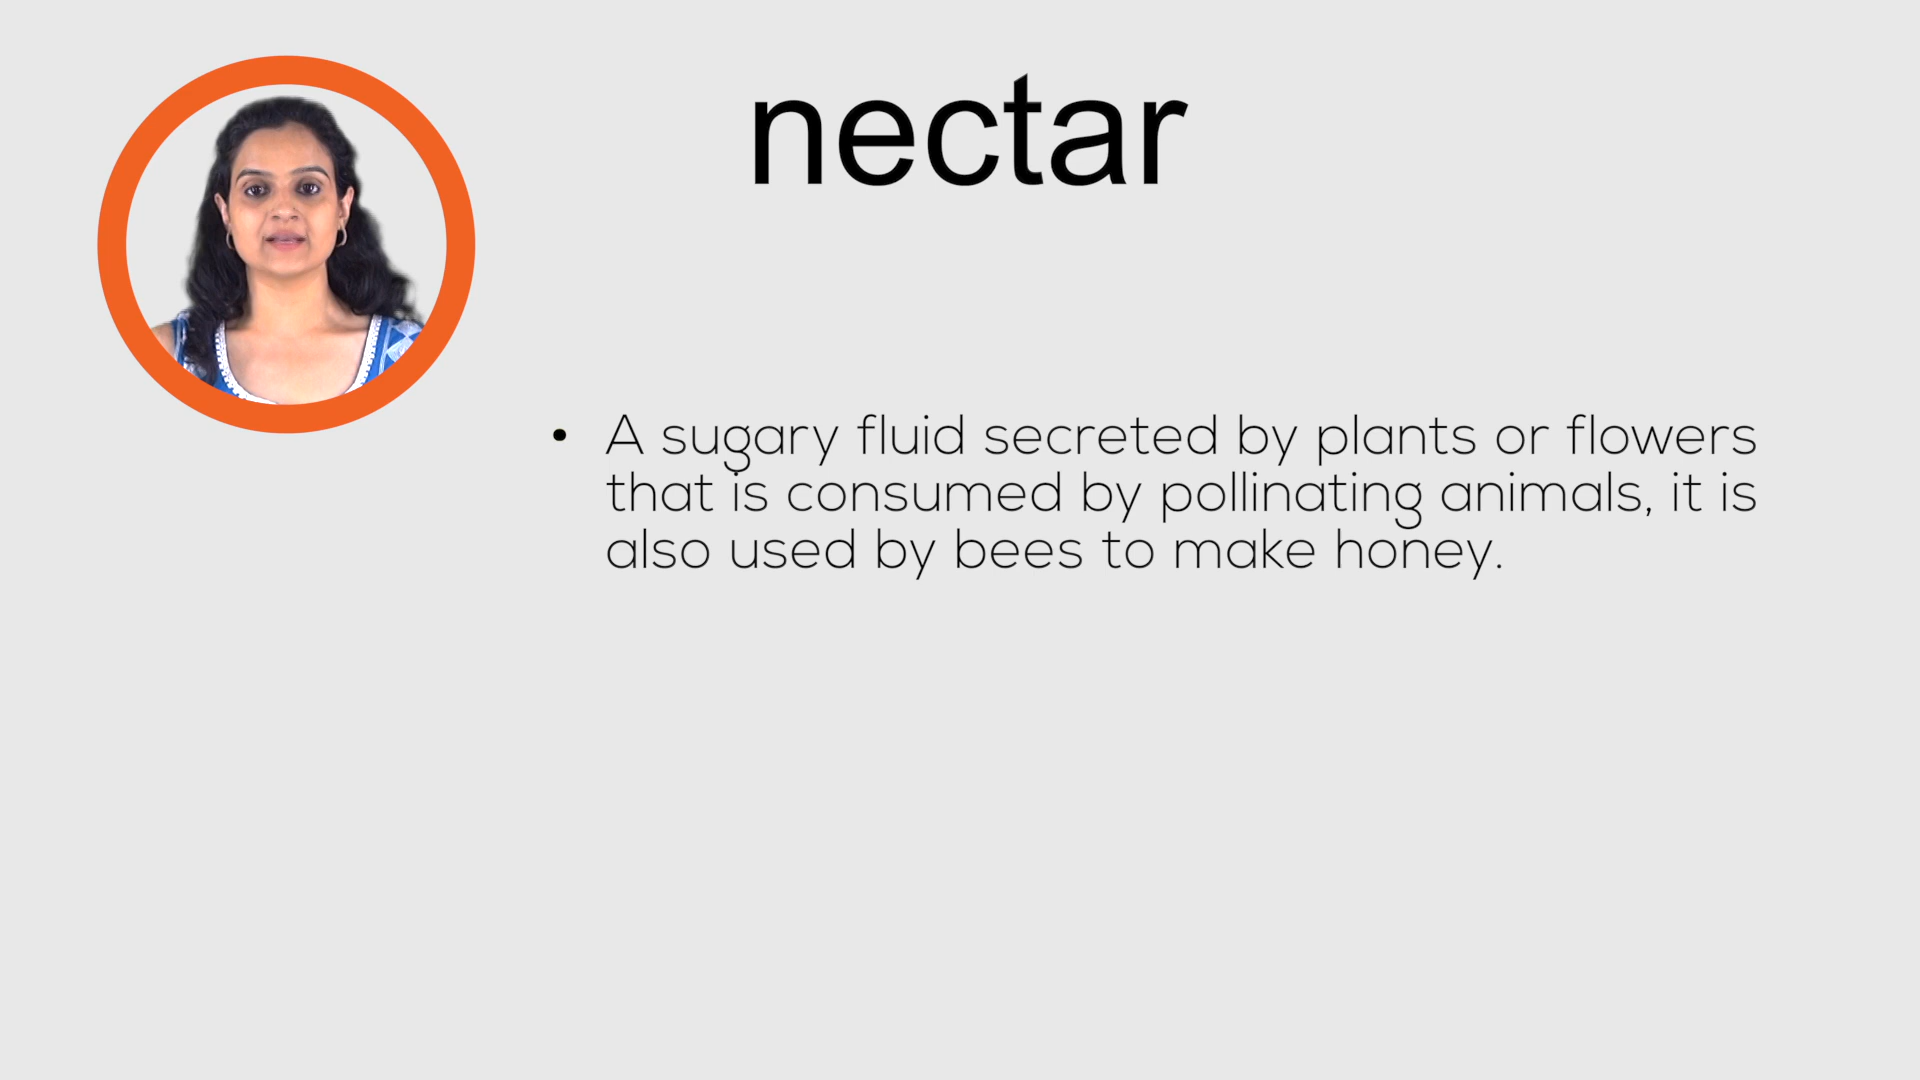 nectar
• A sugary fluid secreted by plants or flowers
that is consumed by pollinating animals, it is
also used by bees to make honey.